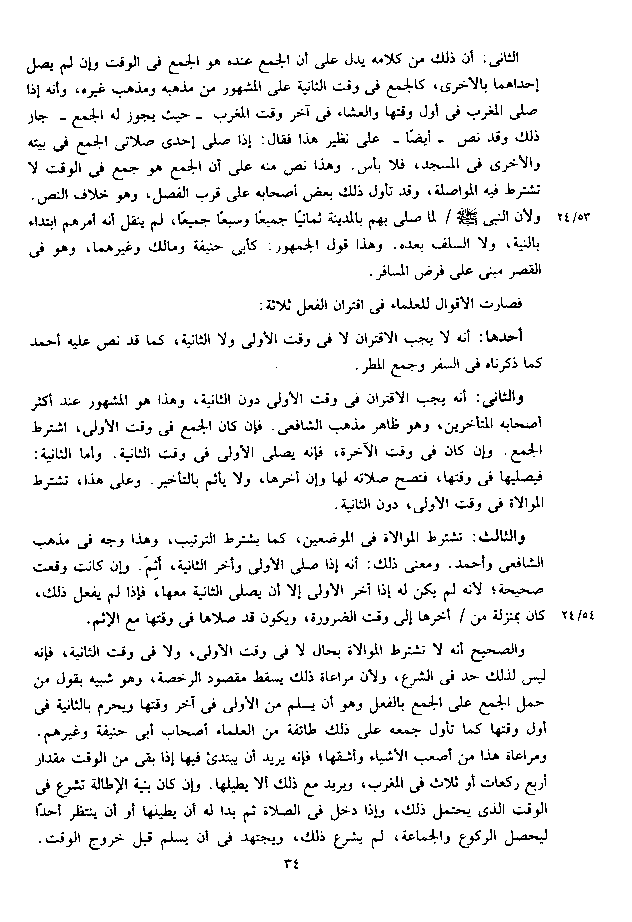 الثانى: أن ذلك من كلامه يدل على أن الجمع عنده هو الجمع فى الوقت وإن لم يصل
إحداهما بالأخرى، كالجمع فى وقت الثانية على المشهور من مذهبه ومذهب غيره، وأنه إذا
صلى المغرب فى أول وقتها والعشاء فى آخر وقت المغرب ـ حيث يجوز له الجمع ـ جاز
ذلك وقد نص ـ أيضًا ـ على نظير هذا فقال: إذا صلى إحدى صلاتى الجمع فى بيته
والأخرى فى المسجد، فلا بأس. وهذا نص منه على أن الجمع هو جمع فى الوقت لا
تشترط فيه المواصلة، وقد تأول ذلك بعض أصحابه على قرب الفصل، وهو خلاف النص.
٢٤/٥٣ ولأن النبى ﷺ / لما صلى بهم بالمدينة ثمانيًا جميعًا وسبعًا جميعًا، لم ينقل أنه أمرهم ابتداء
بالنية، ولا السلف بعده. وهذا قول الجمهور: كأبى حنيفة ومالك وغيرهما، وهو فى
القصر مبنى على فرض المسافر.
فصارت الأقوال للعلماء فى اقتران الفعل ثلاثة:
أحدها: أنه لا يجب الاقتران لا فى وقت الأولى ولا الثانية، كما قد نص عليه أحمد
كما ذكرناه فى السفر وجمع المطر.
والثانى: أنه يجب الاقتران فى وقت الأولى دون الثانية، وهذا هو المشهور عند أكثر
أصحابه المتأخرين، وهو ظاهر مذهب الشافعى. فإن كان الجمع فى وقت الأولى، اشترط
الجمع. وإن كان فى وقت الآخرة، فإنه يصلى الأولى فى وقت الثانية. وأما الثانية:
فيصليها فى وقتها، فتصح صلاته لها وإن أخرها، ولا يأثم بالتأخير. وعلى هذا، تشترط
الموالاة فى وقت الأولى، دون الثانية.
والثالث: تشترط الموالاة فى الموضعين، كما يشترط الترتيب، وهذا وجه فى مذهب
الشافعى وأحمد. ومعنى ذلك: أنه إذا صلى الأولى وأخر الثانية، أَثِمَ. وإن كانت وقعت
صحيحة؛ لأنه لم يكن له إذا آخر الأولى إلا أن يصلى الثانية معها، فإذا لم يفعل ذلك،
٢٤/٥٤ كان بمنزلة من / أخرها إلى وقت الضرورة، ويكون قد صلاها فى وقتها مع الإثم.
والصحيح أنه لا تشترط الموالاة بحال لا فى وقت الأولى، ولا فى وقت الثانية، فإنه
ليس لذلك حد فى الشرع، ولأن مراعاة ذلك يسقط مقصود الرخصة، وهو شبيه بقول من
حمل الجمع على الجمع بالفعل وهو أن يسلم من الأولى فى آخر وقتها ويحرم بالثانية فى
أول وقتها كما تأول جمعه على ذلك طائفة من العلماء أصحاب أبى حنيفة وغيرهم.
ومراعاة هذا من أصعب الأشياء وأشقها؛ فإنه يريد أن يبتدئ فيها إذا بقى من الوقت مقدار
أربع ركعات أو ثلاث فى المغرب، ويريد مع ذلك ألا يطيلها. وإن كان بنية الإطالة تشرع فى
الوقت الذى يحتمل ذلك، وإذا دخل فى الصلاة ثم بدا له أن يطيلها أو أن ينتظر أحدًا
ليحصل الركوع والجماعة، لم يشرع ذلك، ويجتهد فى أن يسلم قبل خروج الوقت.
٣٤